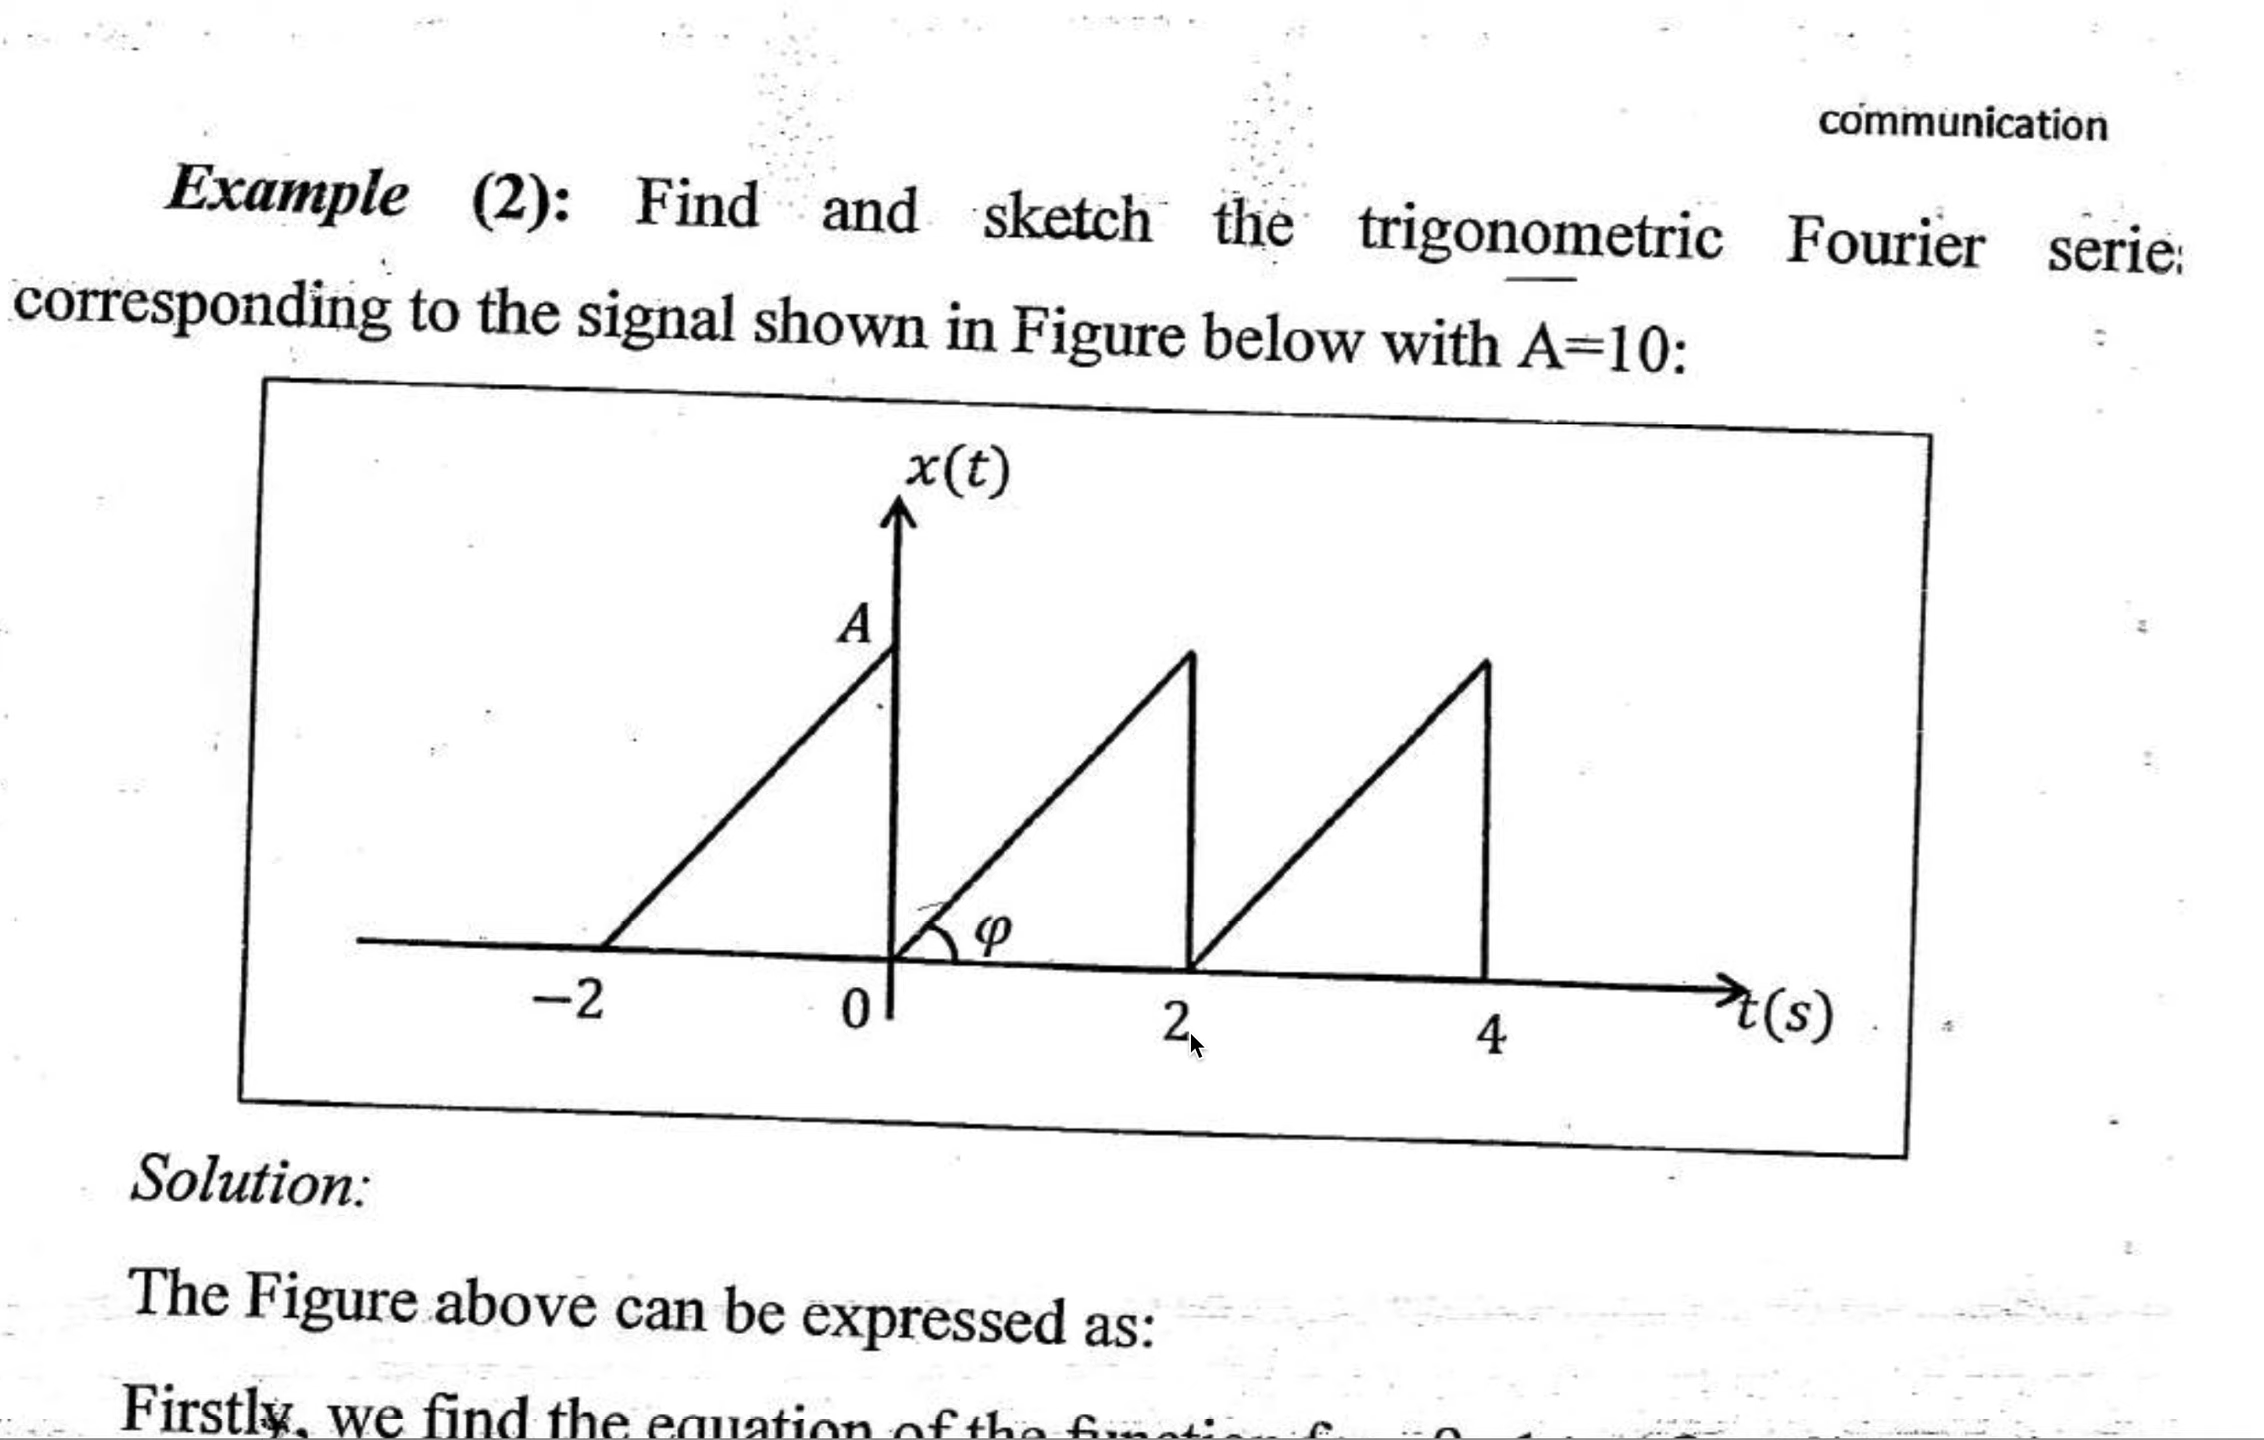 communication
Example (2): Find and sketch the trigonometric Fourier serie
corresponding to the signal shown in Figure below with A=10:
x(t)
A
φ
−2
0
2
4
t(s)
Solution:
The Figure above can be expressed as:
Firstly, we find the equation of the function